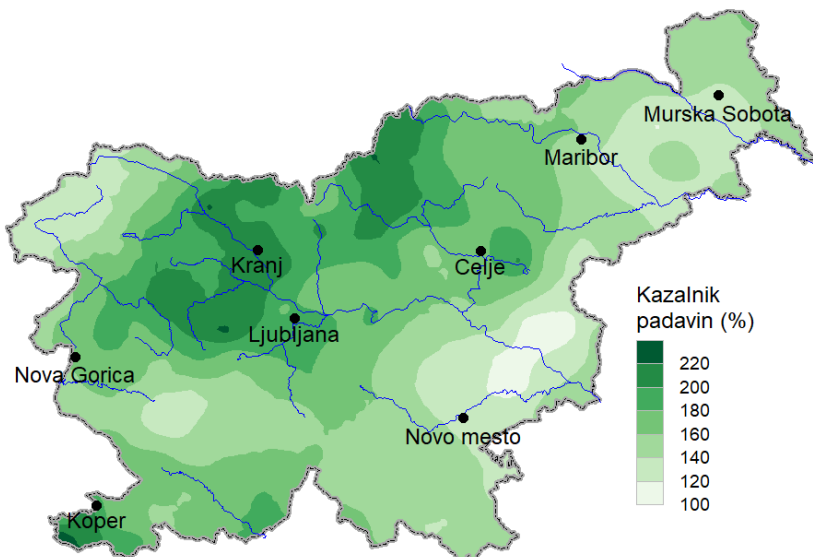 Murska Sobota
Maribor
Kranj
Celje
Ljubljana
Nova Gorica
Novo mesto
Koper
Kazalnik
padavin (%)
220
200
180
160
140
120
100